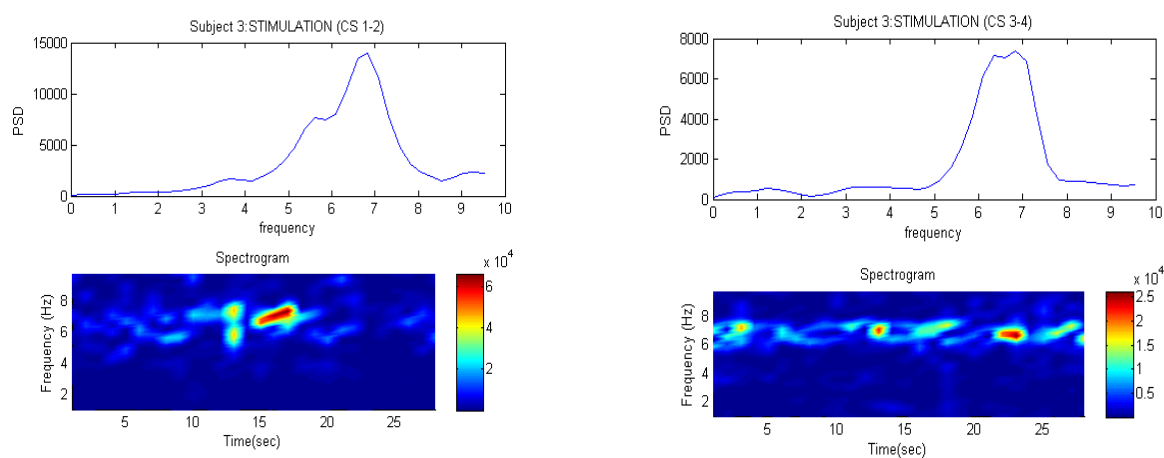 Subject 3:STIMULATION (CS 1-2)
15000
10000
5000
0
PSD
0 1 2 3 4 5 6 7 8 9 10
frequency
Spectrogram
x 10^4
8
6
4
2
Frequency (Hz)
6
4
2
5 10 15 20 25
Time(sec)
Subject 3:STIMULATION (CS 3-4)
8000
6000
4000
2000
0
PSD
0 1 2 3 4 5 6 7 8 9 10
frequency
Spectrogram
x 10^4
8
6
4
2
Frequency (Hz)
2.5
2
1.5
1
0.5
5 10 15 20 25
Time(sec)